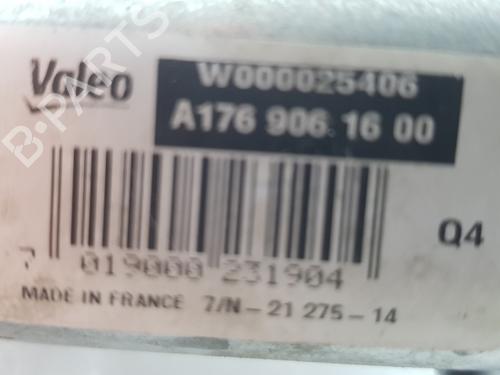 B-PARTS
Valeo
W000025406
A176 906 16 00
Q4
7 019000 231904
MADE IN FRANCE 7/N-21 275-14